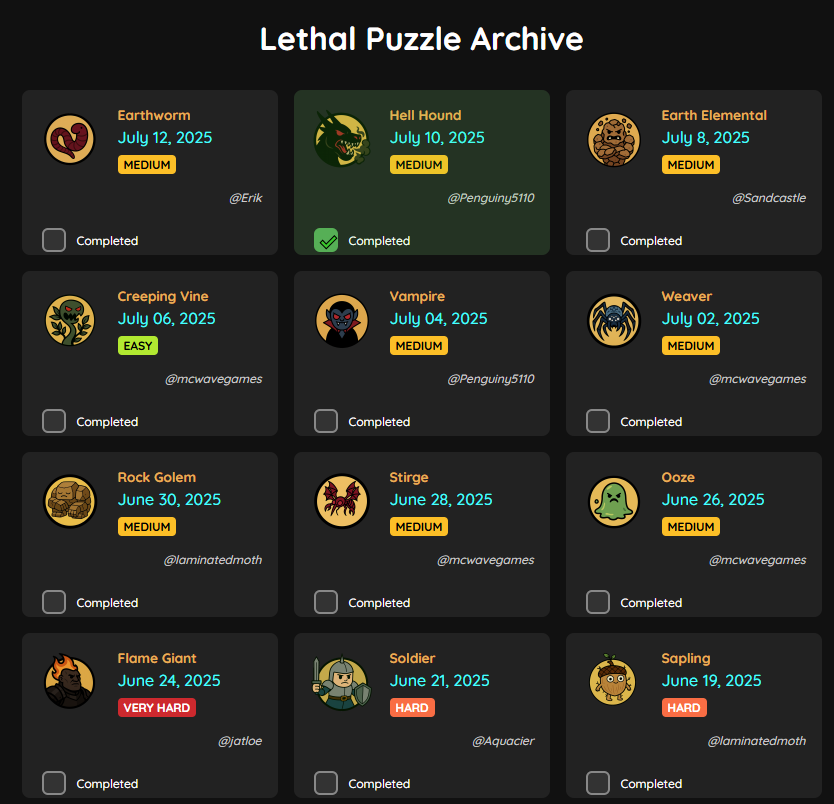 Lethal Puzzle Archive
Earthworm
July 12, 2025
MEDIUM
@Erik
Completed
Hell Hound
July 10, 2025
MEDIUM
@Penguiny5110
Completed
Earth Elemental
July 8, 2025
MEDIUM
@Sandcastle
Completed
Creeping Vine
July 06, 2025
EASY
@mcwavegames
Completed
Vampire
July 04, 2025
MEDIUM
@Penguiny5110
Completed
Weaver
July 02, 2025
MEDIUM
@mcwavegames
Completed
Rock Golem
June 30, 2025
MEDIUM
@laminatedmoth
Completed
Stirge
June 28, 2025
MEDIUM
@mcwavegames
Completed
Ooze
June 26, 2025
MEDIUM
@mcwavegames
Completed
Flame Giant
June 24, 2025
VERY HARD
@jatloe
Completed
Soldier
June 21, 2025
HARD
@Aquacier
Completed
Sapling
June 19, 2025
HARD
@laminatedmoth
Completed